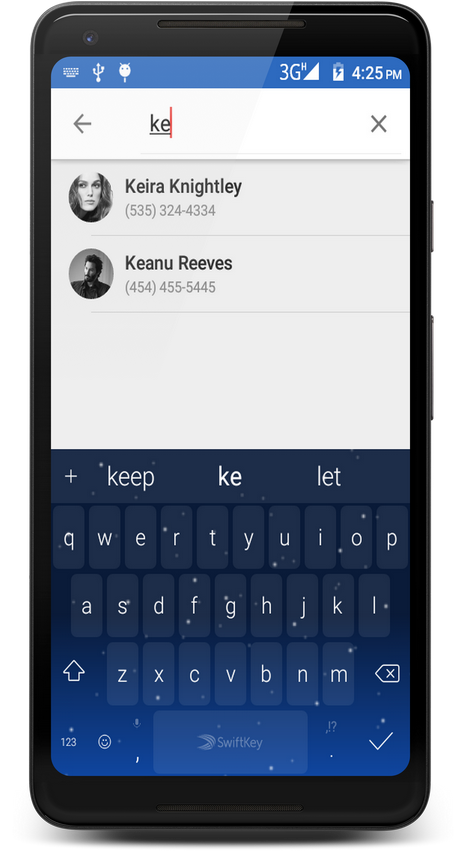 3G H 4:25 PM
ke
Keira Knightley
(535) 324-4334
Keanu Reeves
(454) 455-5445
+ keep ke let
q w e r t y u i o p
a s d f g h j k l
z x c v b n m
123 , SwiftKey ,!? .